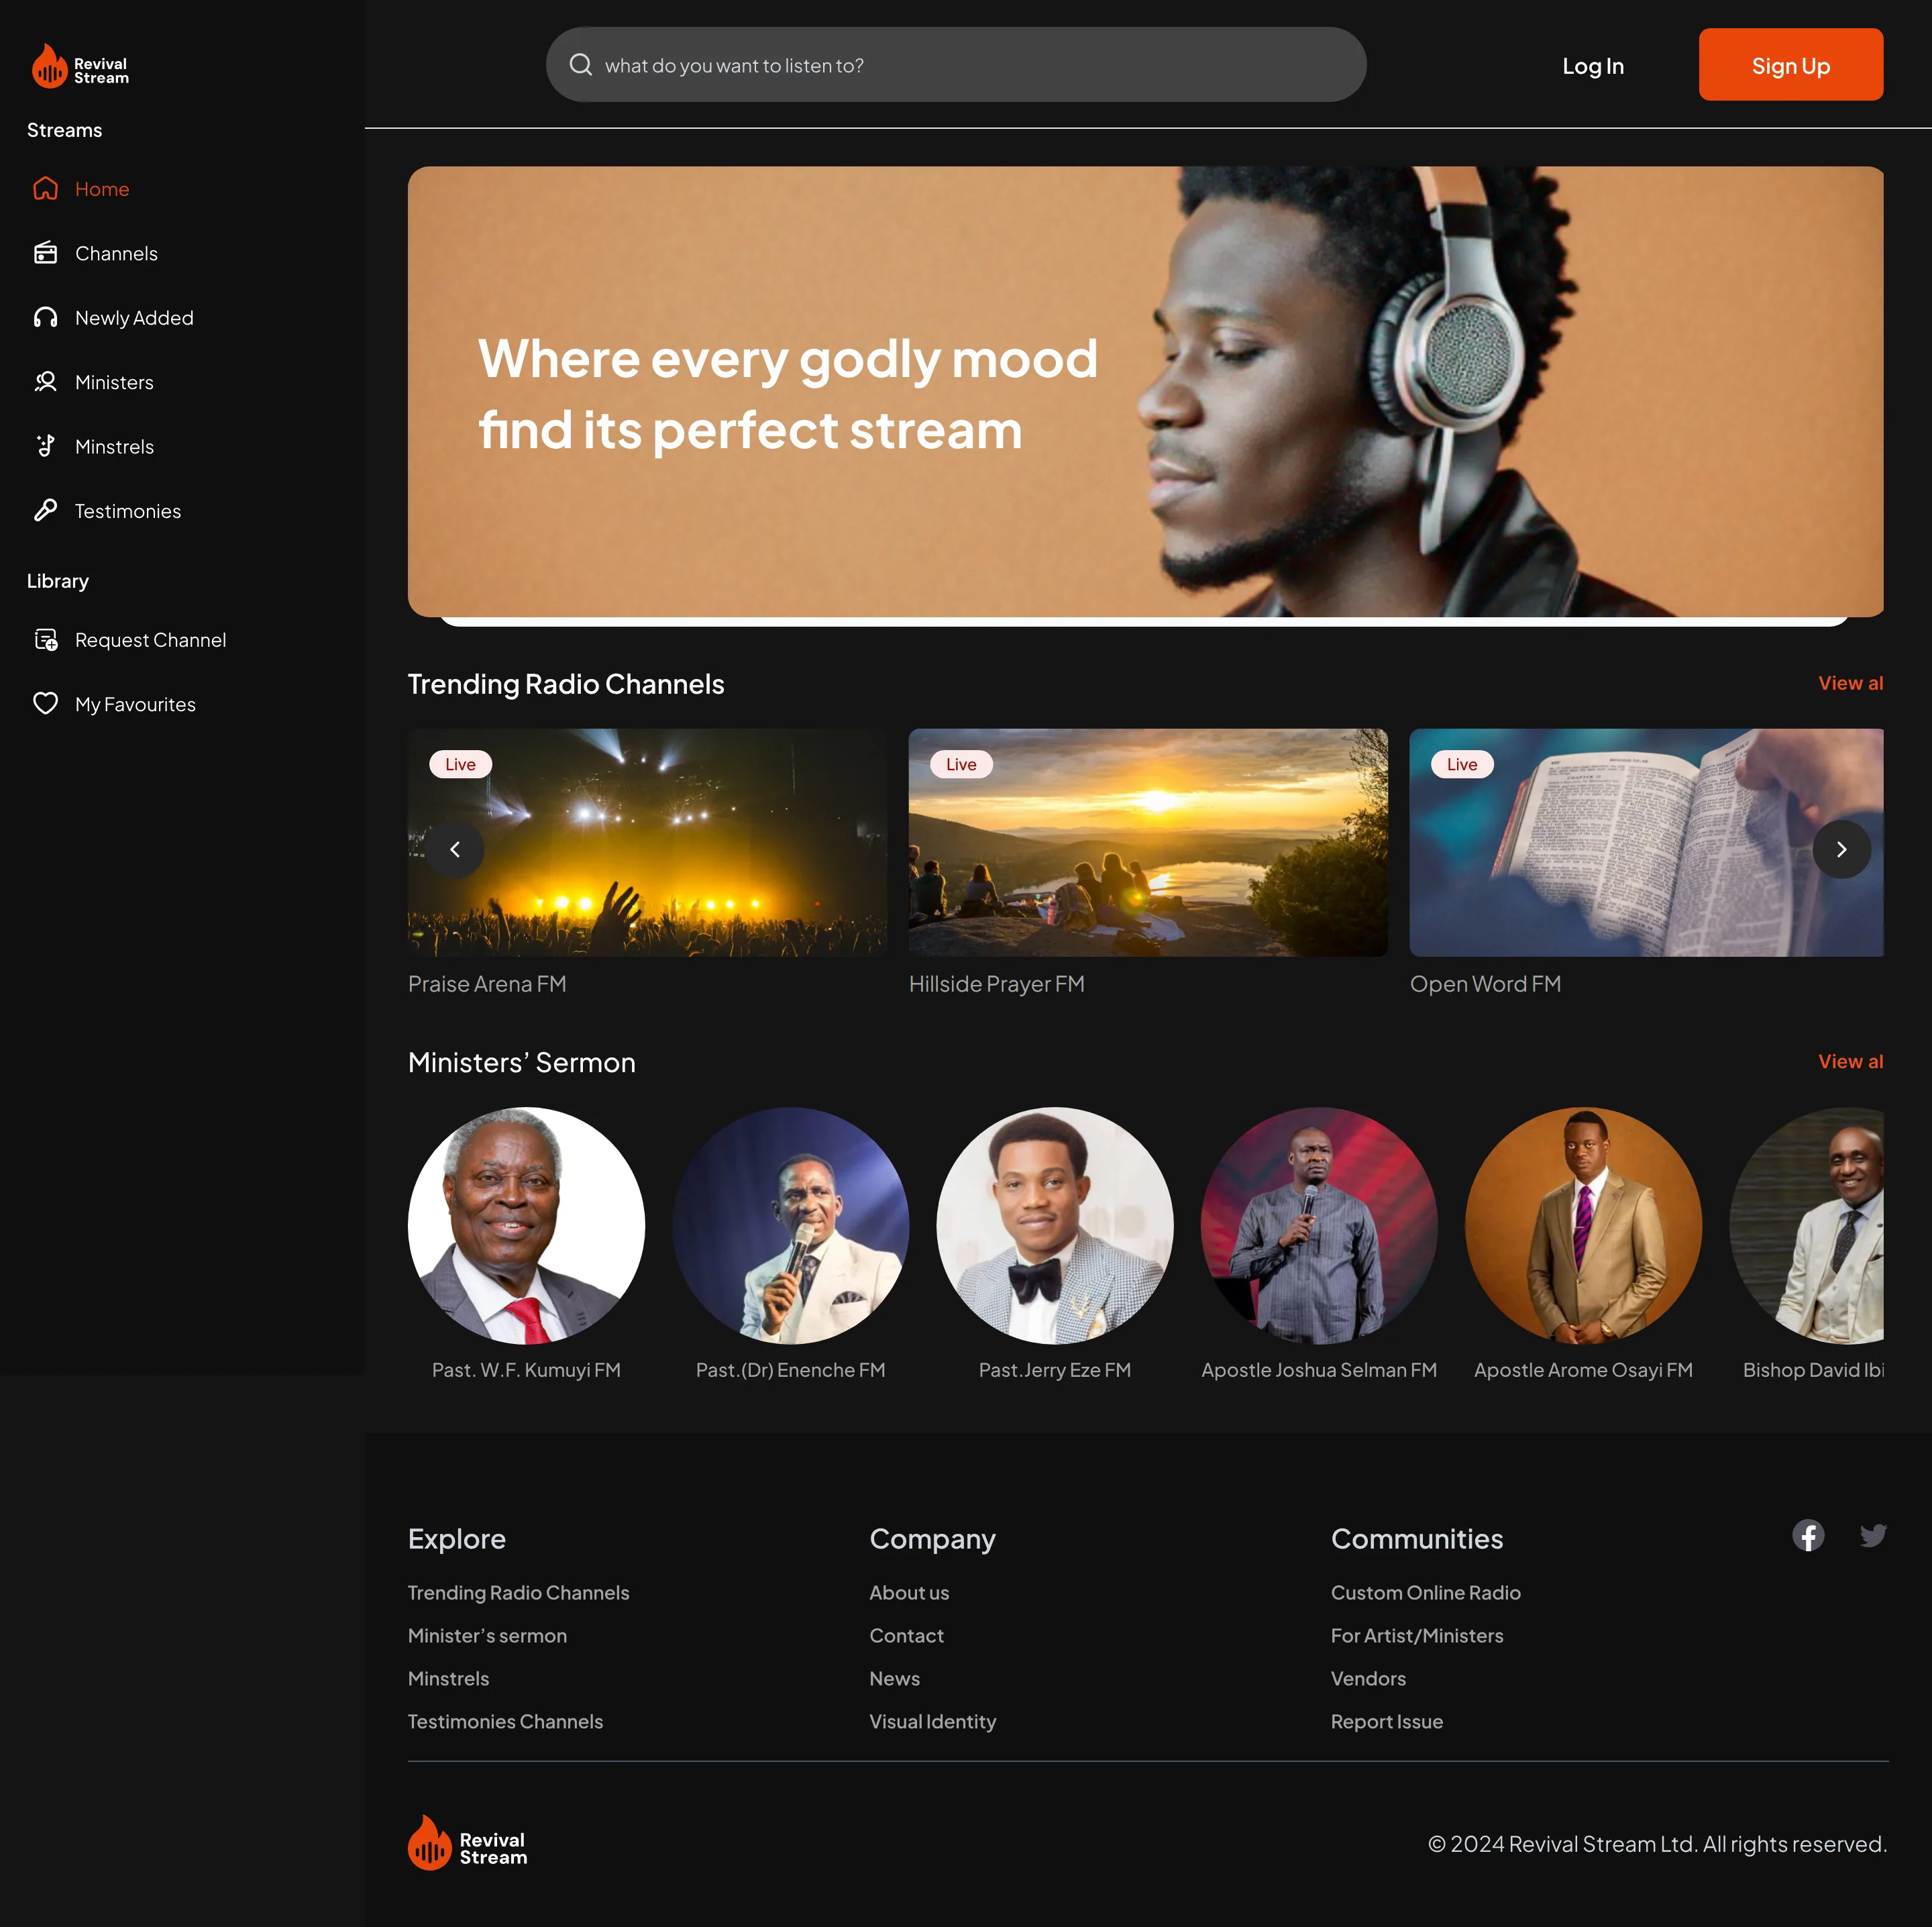 Revival
Stream
Streams
Home
Channels
Newly Added
Ministers
Minstrels
Testimonies
Library
Request Channel
My Favourites
what do you want to listen to?
Log In
Sign Up
Where every godly mood
find its perfect stream
Trending Radio Channels
View al
Live
Live
Live
Praise Arena FM
Hillside Prayer FM
Open Word FM
Ministers’ Sermon
View al
Past. W.F. Kumuyi FM
Past.(Dr) Enenche FM
Past.Jerry Eze FM
Apostle Joshua Selman FM
Apostle Arome Osayi FM
Bishop David Ibi
Explore
Trending Radio Channels
Minister’s sermon
Minstrels
Testimonies Channels
Company
About us
Contact
News
Visual Identity
Communities
Custom Online Radio
For Artist/Ministers
Vendors
Report Issue
Revival
Stream
© 2024 Revival Stream Ltd. All rights reserved.